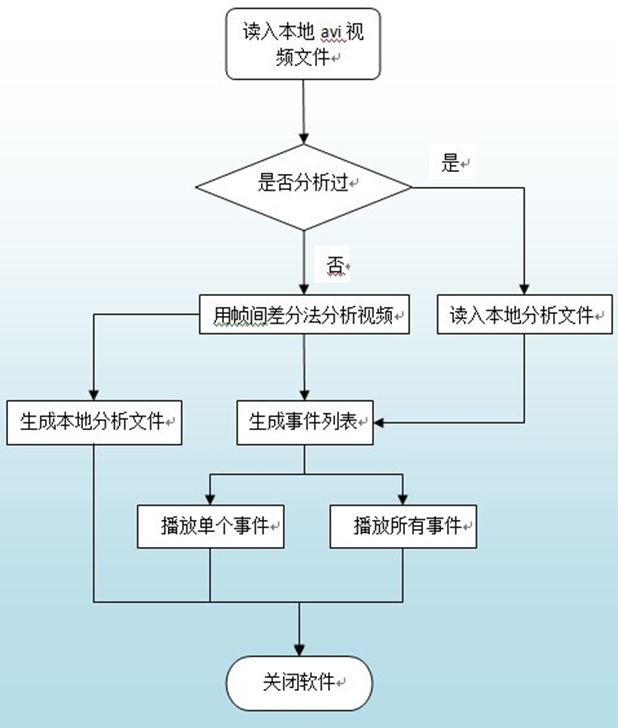 读入本地 avi 视
频文件
是否分析过
是
否
用帧间差分法分析视频
读入本地分析文件
生成本地分析文件
生成事件列表
播放单个事件
播放所有事件
关闭软件